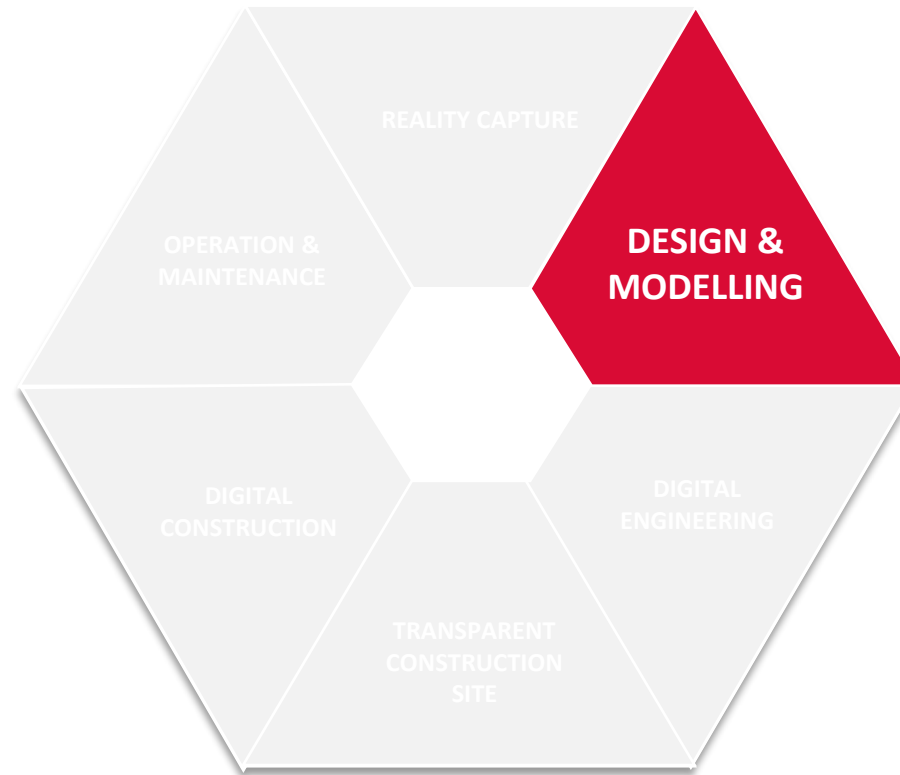 REALITY CAPTURE
DESIGN &
MODELLING
OPERATION &
MAINTENANCE
DIGITAL
ENGINEERING
DIGITAL
CONSTRUCTION
TRANSPARENT
CONSTRUCTION
SITE